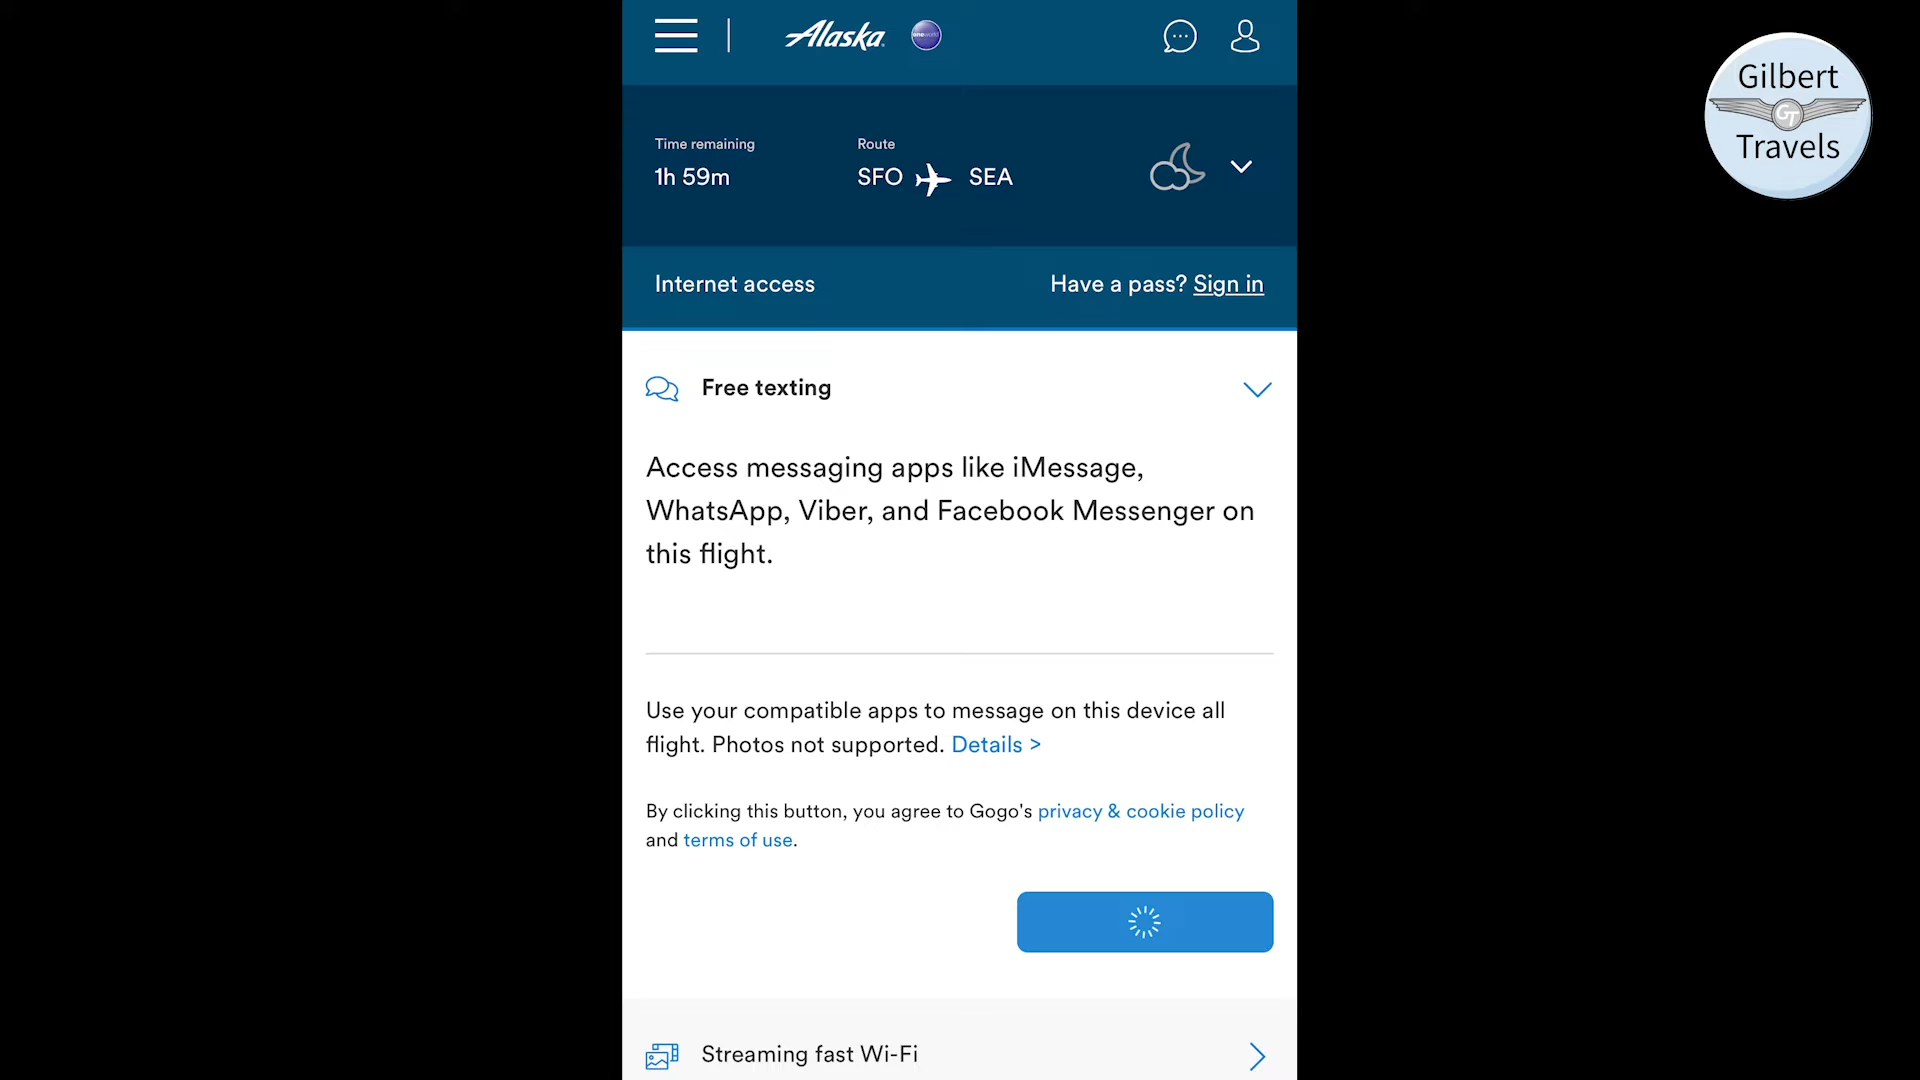 Alaska
oneworld
Gilbert
GT
Travels
Time remaining
Route
1h 59m
SFO SEA
Internet access
Have a pass? Sign in
Free texting
Access messaging apps like iMessage,
WhatsApp, Viber, and Facebook Messenger on
this flight.
Use your compatible apps to message on this device all
flight. Photos not supported. Details >
By clicking this button, you agree to Gogo's privacy & cookie policy
and terms of use.
Streaming fast Wi-Fi